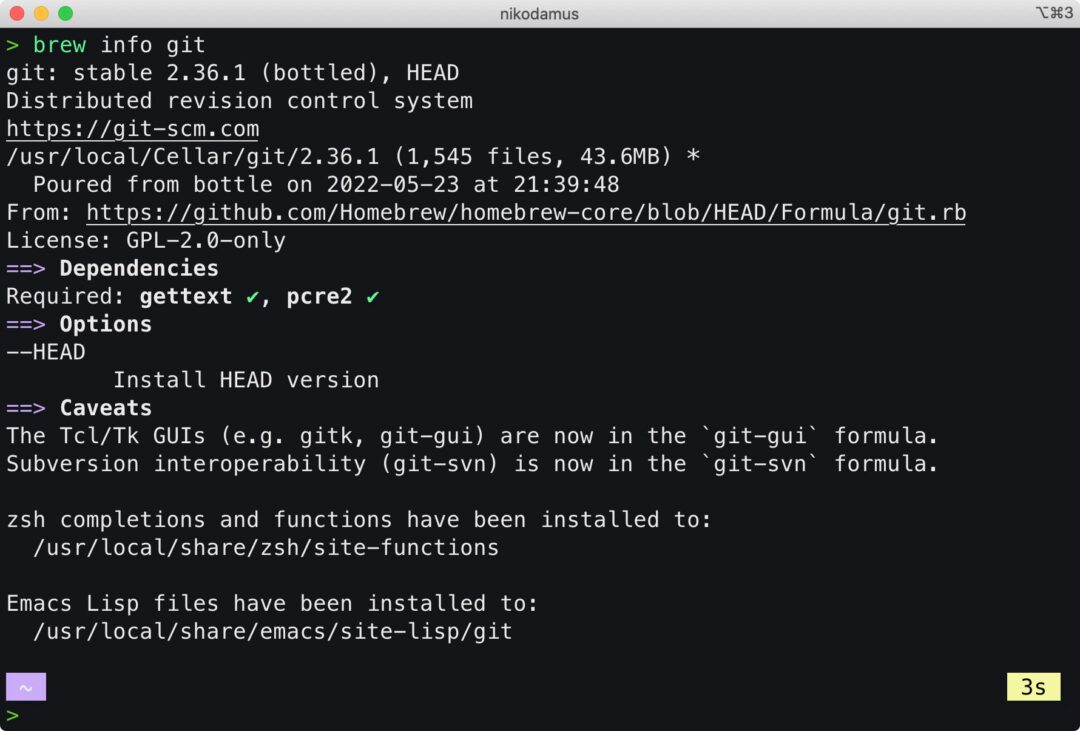 nikodamus
⌥⌘3
> brew info git
git: stable 2.36.1 (bottled), HEAD
Distributed revision control system
https://git-scm.com
/usr/local/Cellar/git/2.36.1 (1,545 files, 43.6MB) *
  Poured from bottle on 2022-05-23 at 21:39:48
From: https://github.com/Homebrew/homebrew-core/blob/HEAD/Formula/git.rb
License: GPL-2.0-only
==> Dependencies
Required: gettext ✔, pcre2 ✔
==> Options
--HEAD
        Install HEAD version
==> Caveats
The Tcl/Tk GUIs (e.g. gitk, git-gui) are now in the `git-gui` formula.
Subversion interoperability (git-svn) is now in the `git-svn` formula.

zsh completions and functions have been installed to:
  /usr/local/share/zsh/site-functions

Emacs Lisp files have been installed to:
  /usr/local/share/emacs/site-lisp/git

~ 3s
>